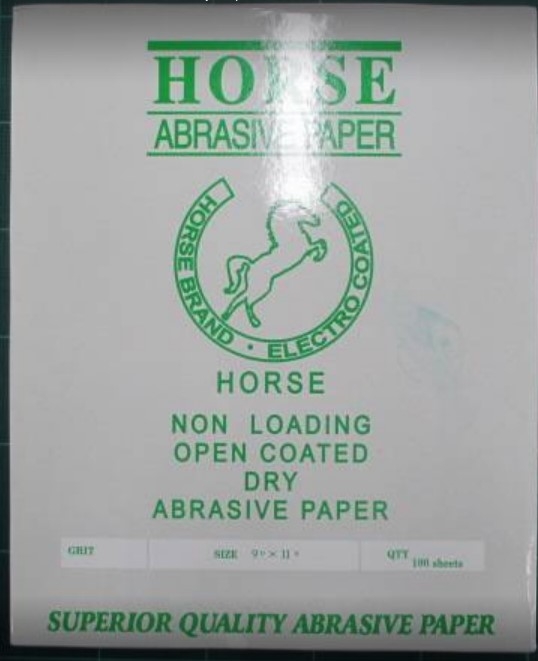 HORSE
ABRASIVE PAPER
HORSE BRAND • ELECTRO COATED
HORSE
NON LOADING
OPEN COATED
DRY
ABRASIVE PAPER
GRIT SIZE 9" × 11" QTY 100 sheets
SUPERIOR QUALITY ABRASIVE PAPER